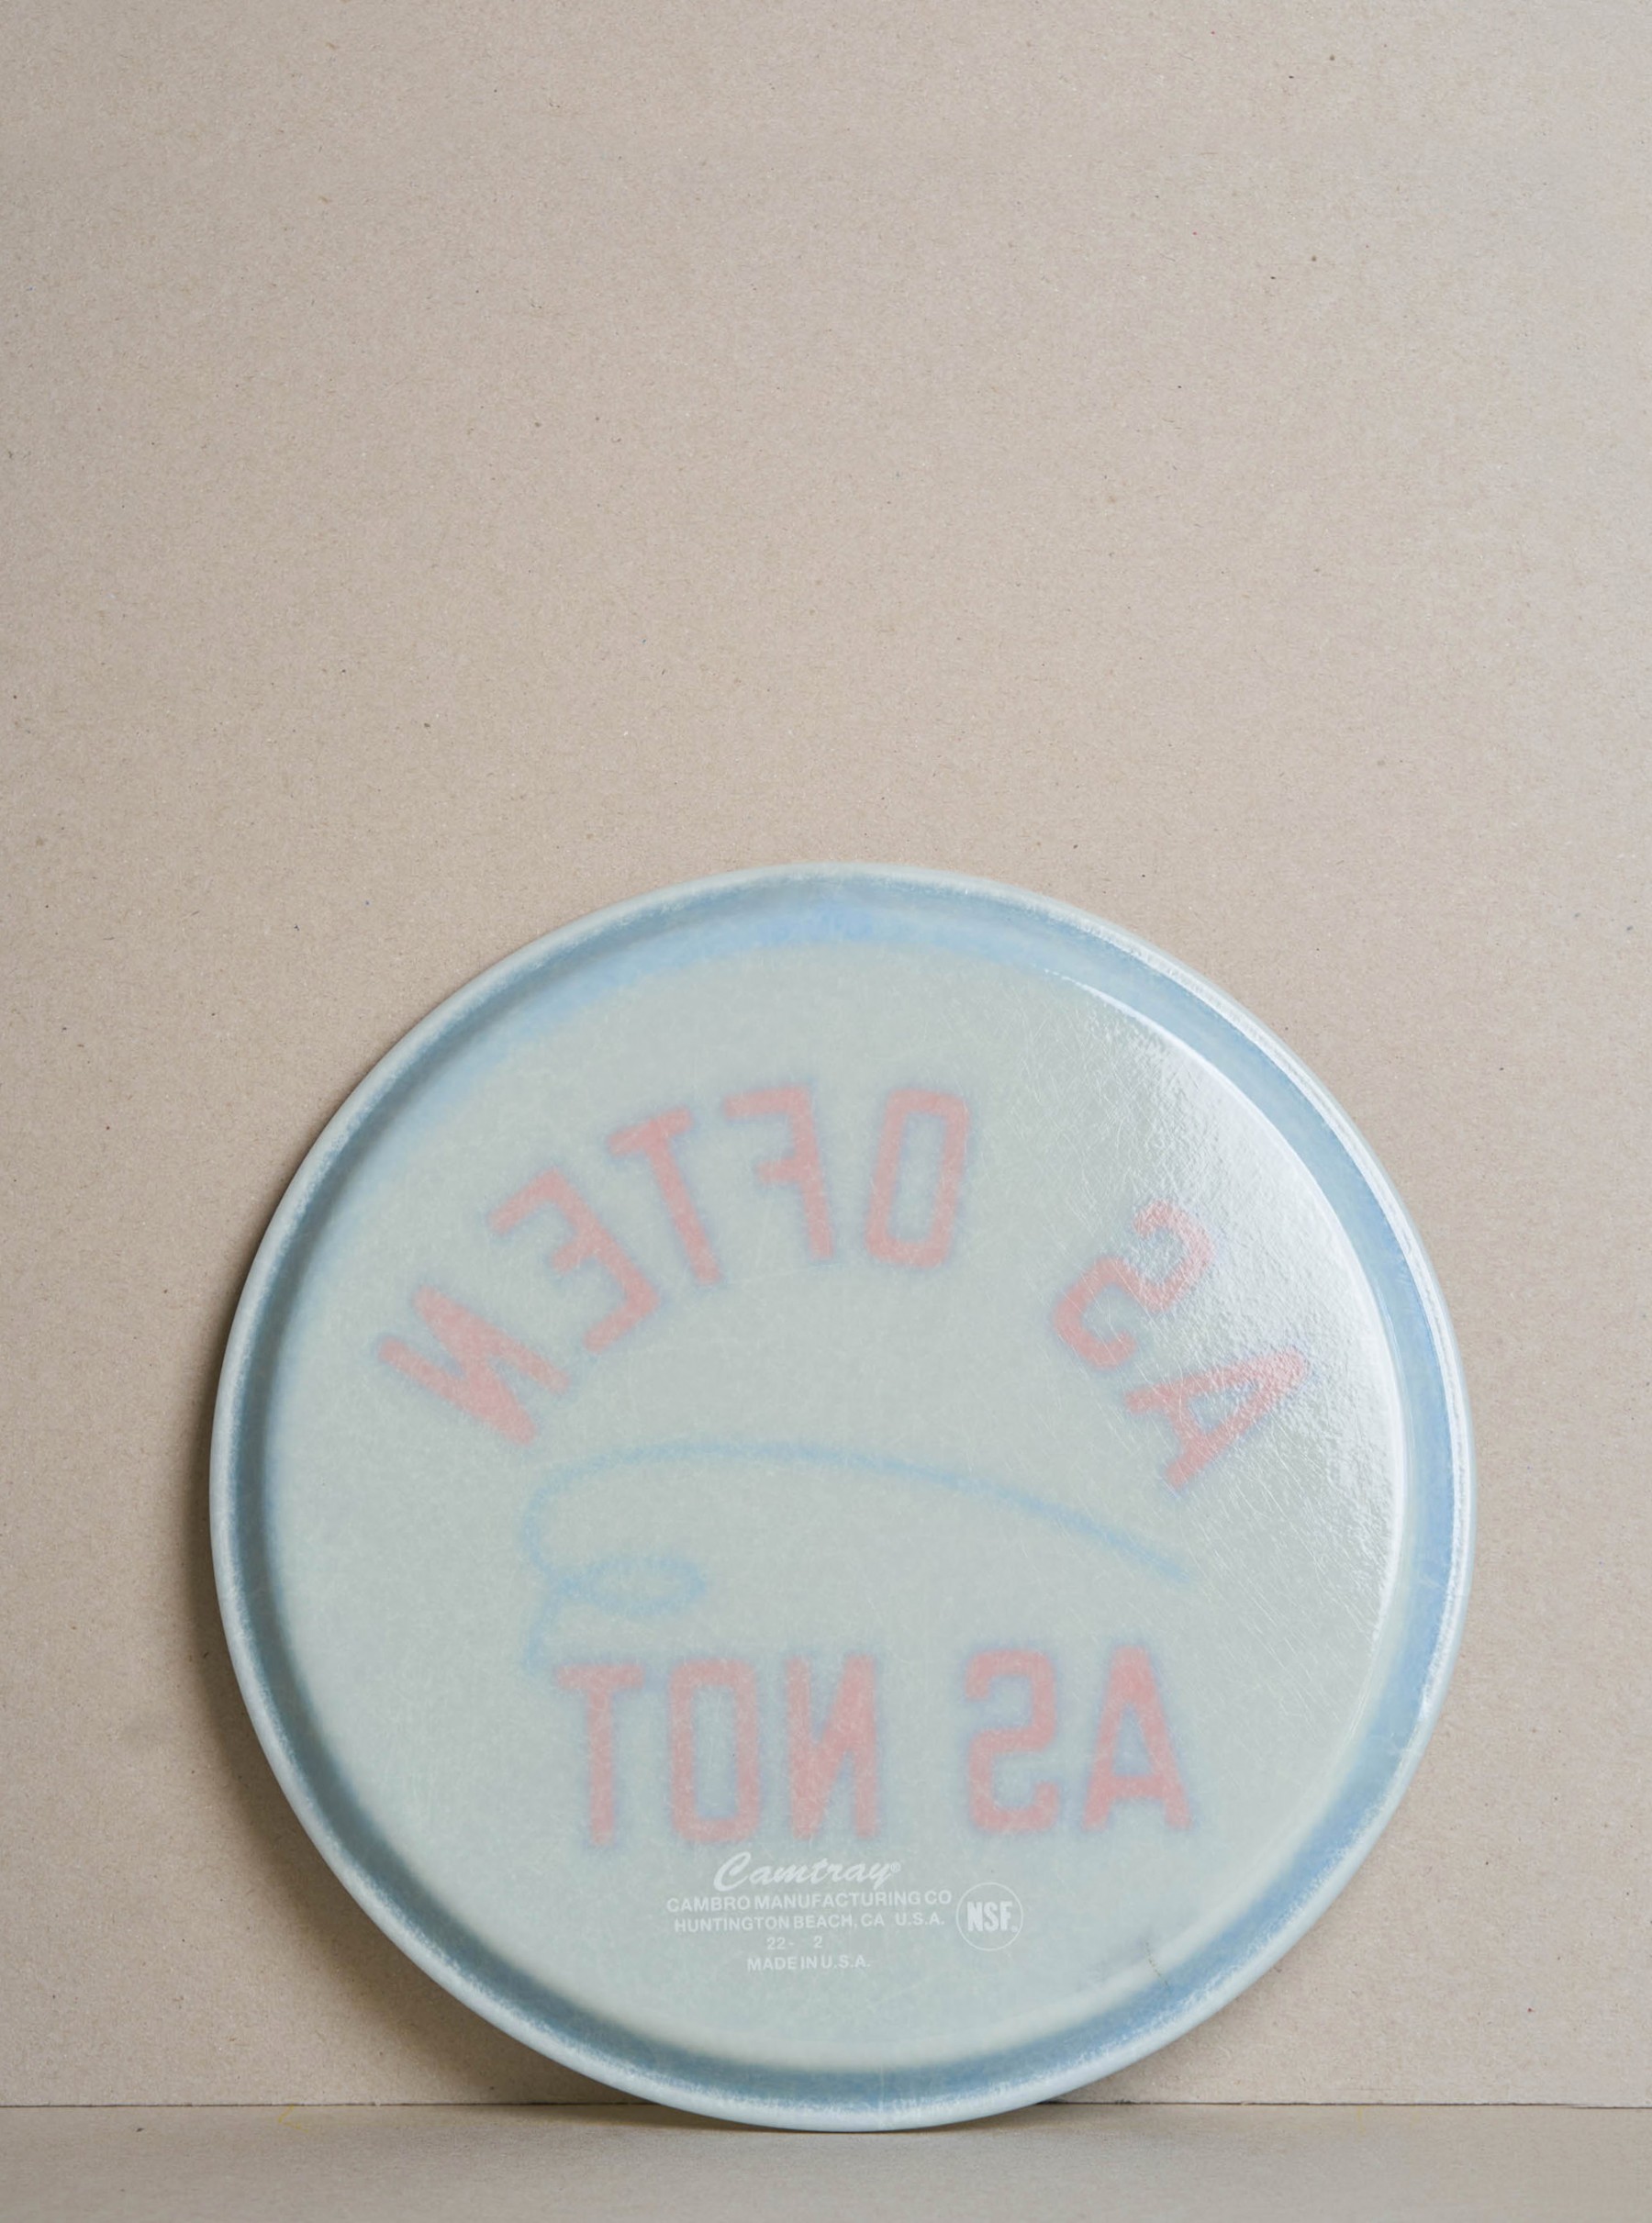 AS OFTEN
AS NOT
Camtray®
CAMBRO MANUFACTURING CO
HUNTINGTON BEACH, CA U.S.A.
22- 2
MADE IN U.S.A.
NSF